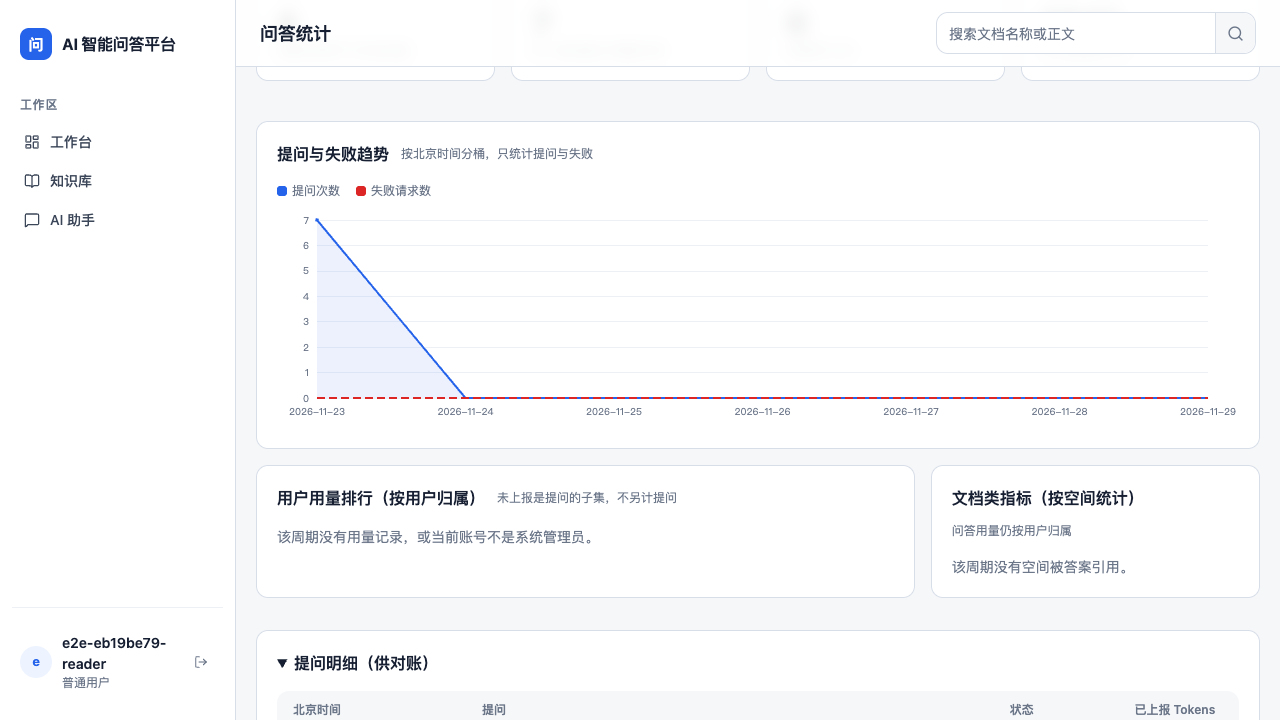 问
AI 智能问答平台
工作区
工作台
知识库
AI 助手
e
e2e-eb19be79-
reader
普通用户
问答统计
搜索文档名称或正文
提问与失败趋势 按北京时间分桶，只统计提问与失败
提问次数 失败请求数
7
6
5
4
3
2
1
0
2026-11-23 2026-11-24 2026-11-25 2026-11-26 2026-11-27 2026-11-28 2026-11-29
用户用量排行（按用户归属） 未上报是提问的子集，不另计提问
该周期没有用量记录，或当前账号不是系统管理员。
文档类指标（按空间统计）
问答用量仍按用户归属
该周期没有空间被答案引用。
▼ 提问明细（供对账）
北京时间 提问 状态 已上报 Tokens